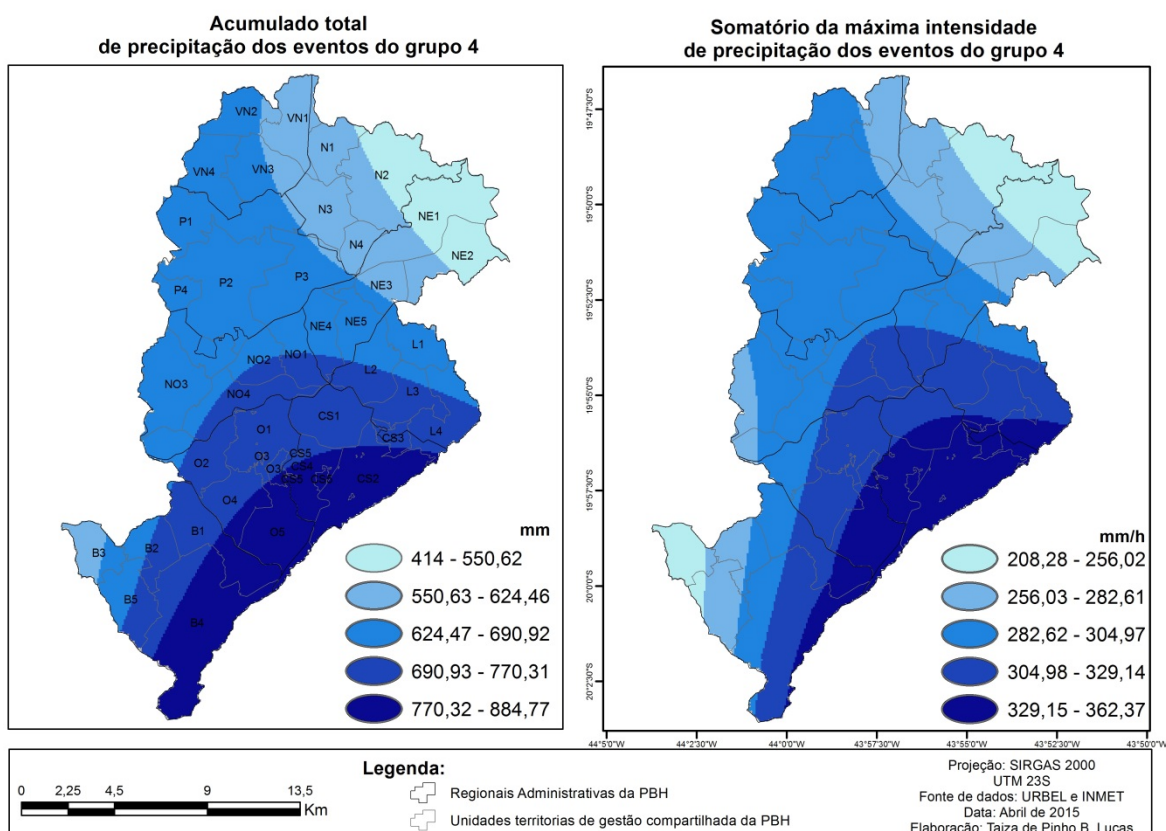 Acumulado total
de precipitação dos eventos do grupo 4
VN2
VN1
N1
VN4
VN3
N2
P1
N3
NE1
N4
NE2
P4
P2
P3
NE3
NE4
NE5
L1
NO3
NO2
NO1
L2
NO4
L3
CS1
O1
L4
CS3
O2
O3
CS5
O3
CS4
CS5
CS2
O4
B1
O5
B3
B2
B5
B4
mm
414 - 550,62
550,63 - 624,46
624,47 - 690,92
690,93 - 770,31
770,32 - 884,77
Somatório da máxima intensidade
de precipitação dos eventos do grupo 4
19°47'30"S
19°50'0"S
19°52'30"S
19°55'0"S
19°57'30"S
20°0'0"S
20°2'30"S
mm/h
208,28 - 256,02
256,03 - 282,61
282,62 - 304,97
304,98 - 329,14
329,15 - 362,37
44°5'0"W
44°2'30"W
44°0'0"W
43°57'30"W
43°55'0"W
43°52'30"W
43°50'0"W
0 2,25 4,5 9 13,5
Km
Legenda:
Regionais Administrativas da PBH
Unidades territorias de gestão compartilhada da PBH
Projeção: SIRGAS 2000
UTM 23S
Fonte de dados: URBEL e INMET
Data: Abril de 2015
Elaboração: Taiza de Pinho B. Lucas